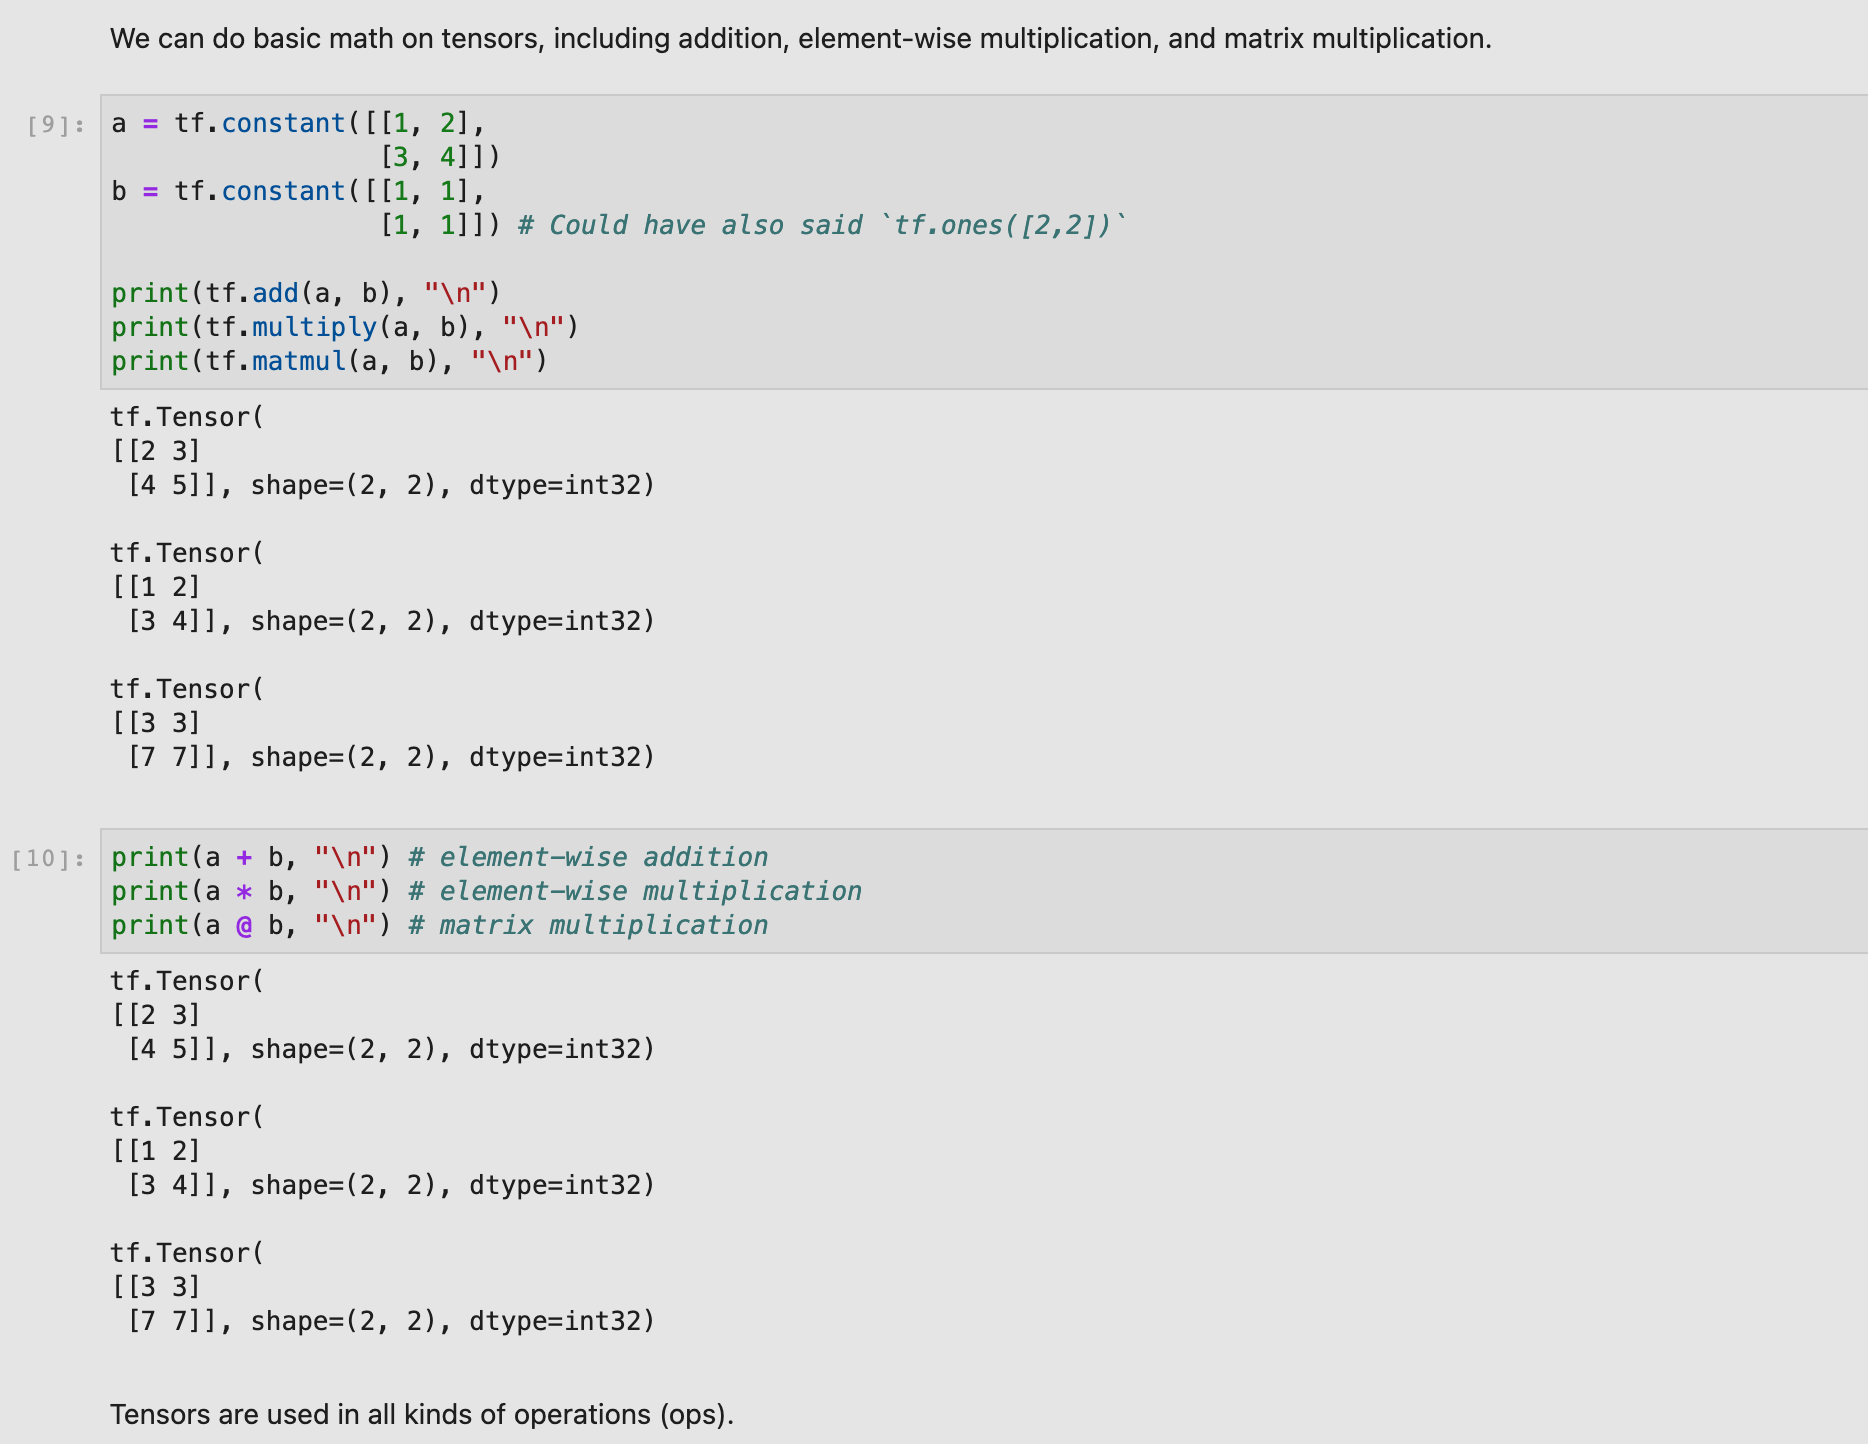 We can do basic math on tensors, including addition, element-wise multiplication, and matrix multiplication.
[9]:
a = tf.constant([[1, 2],
                 [3, 4]])
b = tf.constant([[1, 1],
                 [1, 1]]) # Could have also said `tf.ones([2,2])`

print(tf.add(a, b), "\n")
print(tf.multiply(a, b), "\n")
print(tf.matmul(a, b), "\n")
tf.Tensor(
[[2 3]
 [4 5]], shape=(2, 2), dtype=int32)

tf.Tensor(
[[1 2]
 [3 4]], shape=(2, 2), dtype=int32)

tf.Tensor(
[[3 3]
 [7 7]], shape=(2, 2), dtype=int32)

[10]:
print(a + b, "\n") # element-wise addition
print(a * b, "\n") # element-wise multiplication
print(a @ b, "\n") # matrix multiplication
tf.Tensor(
[[2 3]
 [4 5]], shape=(2, 2), dtype=int32)

tf.Tensor(
[[1 2]
 [3 4]], shape=(2, 2), dtype=int32)

tf.Tensor(
[[3 3]
 [7 7]], shape=(2, 2), dtype=int32)

Tensors are used in all kinds of operations (ops).